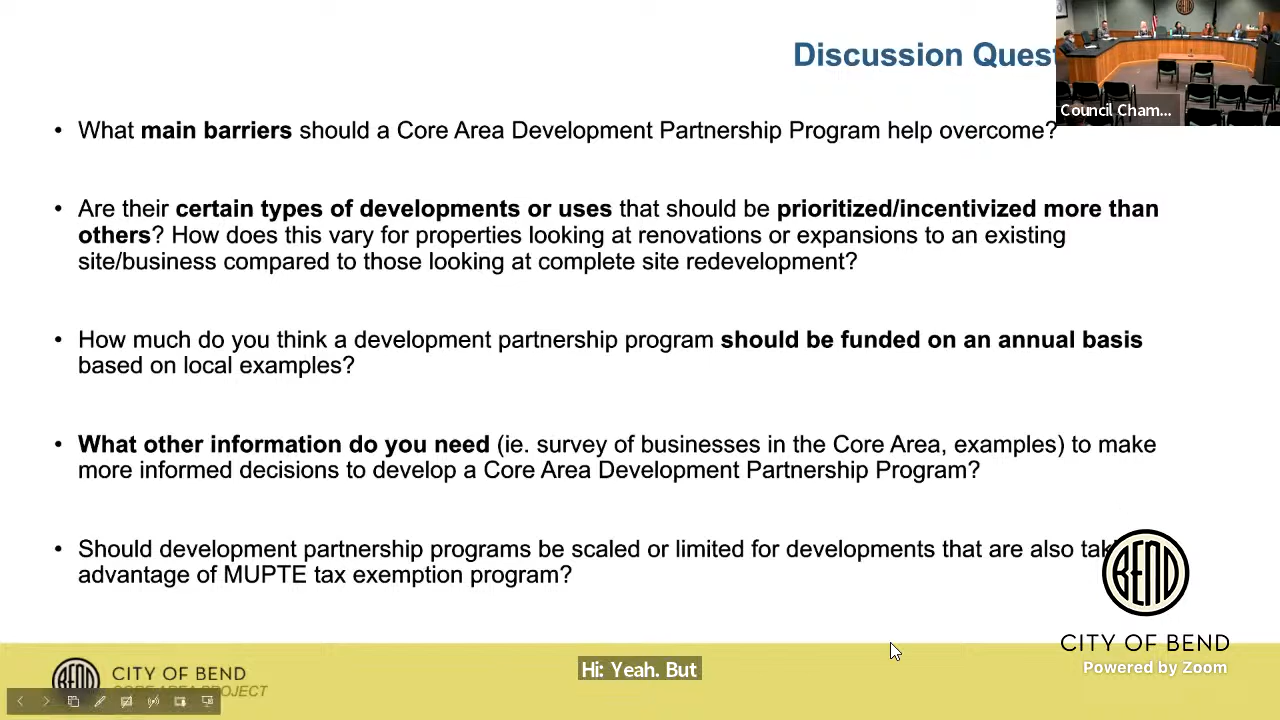 Discussion Quest
Council Cham...
• What main barriers should a Core Area Development Partnership Program help overcome?
• Are their certain types of developments or uses that should be prioritized/incentivized more than
others? How does this vary for properties looking at renovations or expansions to an existing
site/business compared to those looking at complete site redevelopment?
• How much do you think a development partnership program should be funded on an annual basis
based on local examples?
• What other information do you need (ie. survey of businesses in the Core Area, examples) to make
more informed decisions to develop a Core Area Development Partnership Program?
• Should development partnership programs be scaled or limited for developments that are also tak
advantage of MUPTE tax exemption program?
BEND
CITY OF BEND
Powered by Zoom
BEND
CITY OF BEND
CORE AREA PROJECT
Hi: Yeah. But